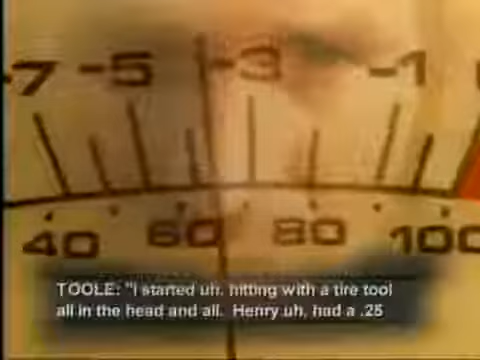 -7 -5 -3 -1
40 60 80 100
TOOLE: "I started uh, hitting with a tire tool
all in the head and all. Henry uh, had a .25